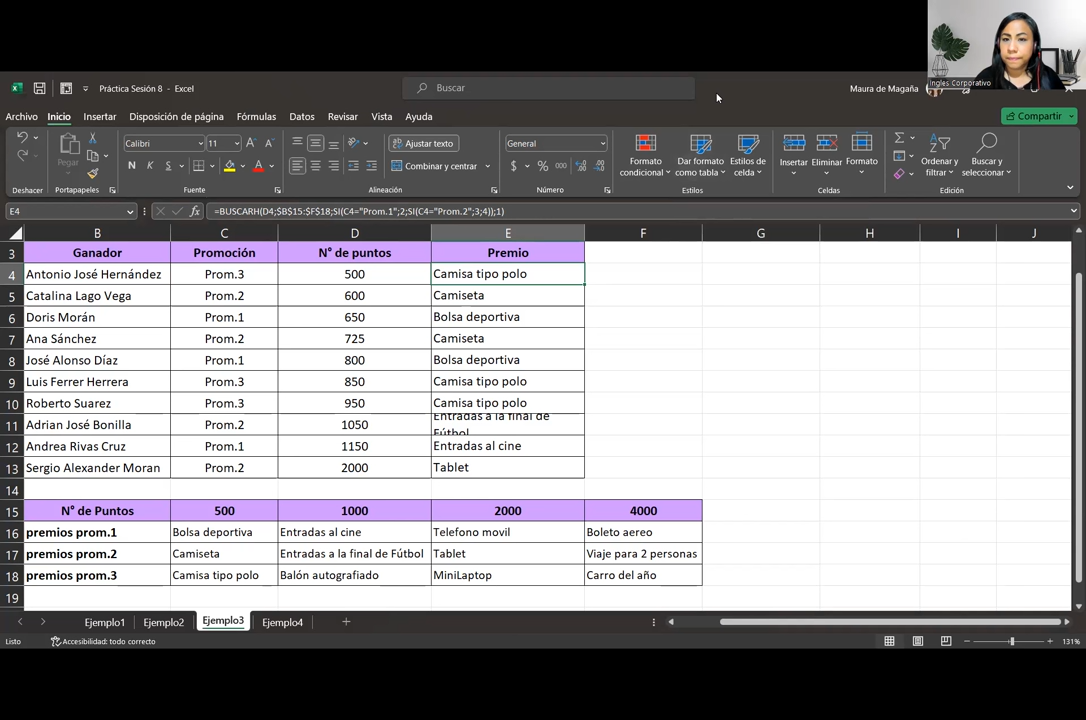 Ingles Corporativo
Práctica Sesión 8 - Excel
Buscar
Maura de Magaña
Archivo Inicio Insertar Disposición de página Fórmulas Datos Revisar Vista Ayuda
Compartir
Pegar
Calibri 11
N K S
Ajustar texto
Combinar y centrar
General
% 000
Formato condicional
Dar formato como tabla
Estilos de celda
Insertar Eliminar Formato
Ordenar y filtrar
Buscar y seleccionar
Deshacer Portapapeles Fuente Alineación Número Estilos Celdas Edición
E4 fx =BUSCARH(D4;$B$15:$F$18;SI(C4="Prom.1";2;SI(C4="Prom.2";3;4));1)
B C D E F G H I J
3 Ganador Promoción N° de puntos Premio
4 Antonio José Hernández Prom.3 500 Camisa tipo polo
5 Catalina Lago Vega Prom.2 600 Camiseta
6 Doris Morán Prom.1 650 Bolsa deportiva
7 Ana Sánchez Prom.2 725 Camiseta
8 José Alonso Díaz Prom.1 800 Bolsa deportiva
9 Luis Ferrer Herrera Prom.3 850 Camisa tipo polo
10 Roberto Suarez Prom.3 950 Camisa tipo polo
11 Adrian José Bonilla Prom.2 1050 Entradas a la final de Fútbol
12 Andrea Rivas Cruz Prom.1 1150 Entradas al cine
13 Sergio Alexander Moran Prom.2 2000 Tablet
14
15 N° de Puntos 500 1000 2000 4000
16 premios prom.1 Bolsa deportiva Entradas al cine Telefono movil Boleto aereo
17 premios prom.2 Camiseta Entradas a la final de Fútbol Tablet Viaje para 2 personas
18 premios prom.3 Camisa tipo polo Balón autografiado MiniLaptop Carro del año
19
Ejemplo1 Ejemplo2 Ejemplo3 Ejemplo4
Listo Accesibilidad: todo correcto 131%